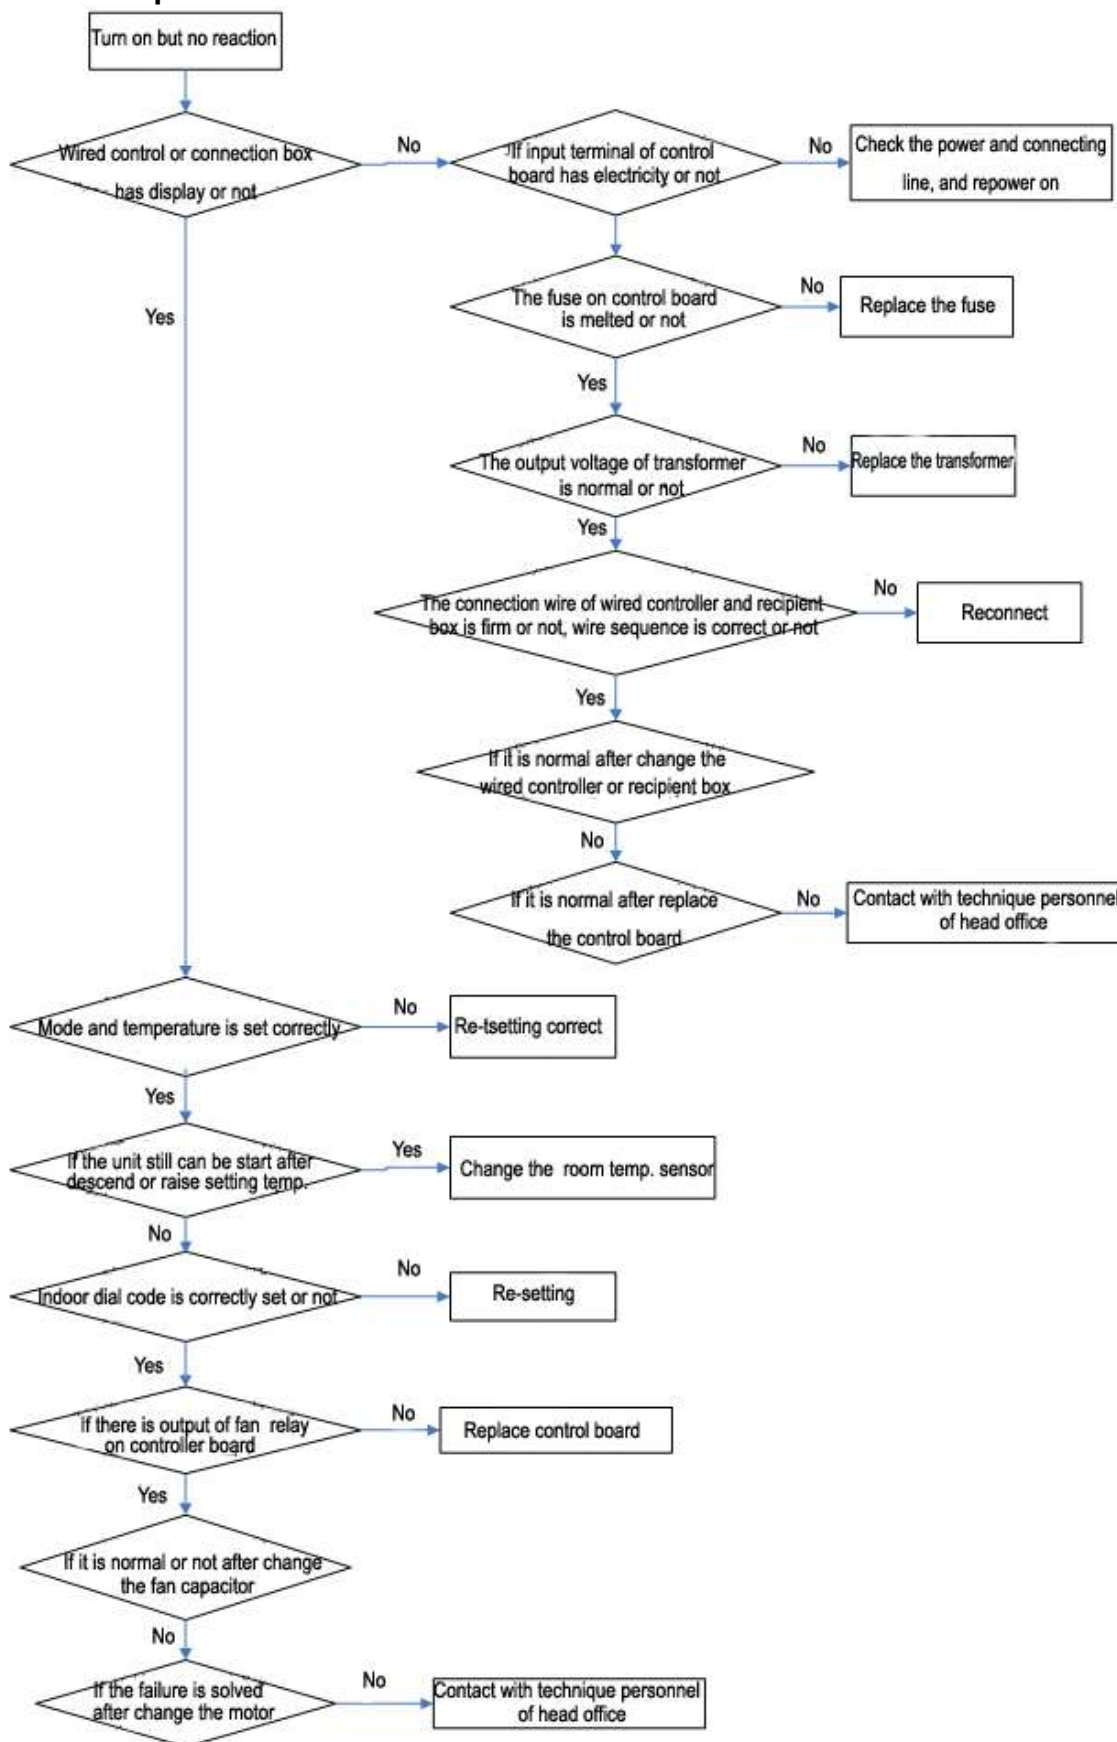 Turn on but no reaction
Wired control or connection box
has display or not
No
If input terminal of control
board has electricity or not
No
Check the power and connecting
line, and repower on
Yes
The fuse on control board
is melted or not
No
Replace the fuse
Yes
The output voltage of transformer
is normal or not
No
Replace the transformer
Yes
The connection wire of wired controller and recipient
box is firm or not, wire sequence is correct or not
No
Reconnect
Yes
If it is normal after change the
wired controller or recipient box
No
If it is normal after replace
the control board
No
Contact with technique personnel
of head office
Mode and temperature is set correctly
No
Re-tsetting correct
Yes
If the unit still can be start after
descend or raise setting temp.
Yes
Change the room temp. sensor
No
Indoor dial code is correctly set or not
No
Re-setting
Yes
If there is output of fan relay
on controller board
No
Replace control board
Yes
If it is normal or not after change
the fan capacitor
No
If the failure is solved
after change the motor
No
Contact with technique personnel
of head office